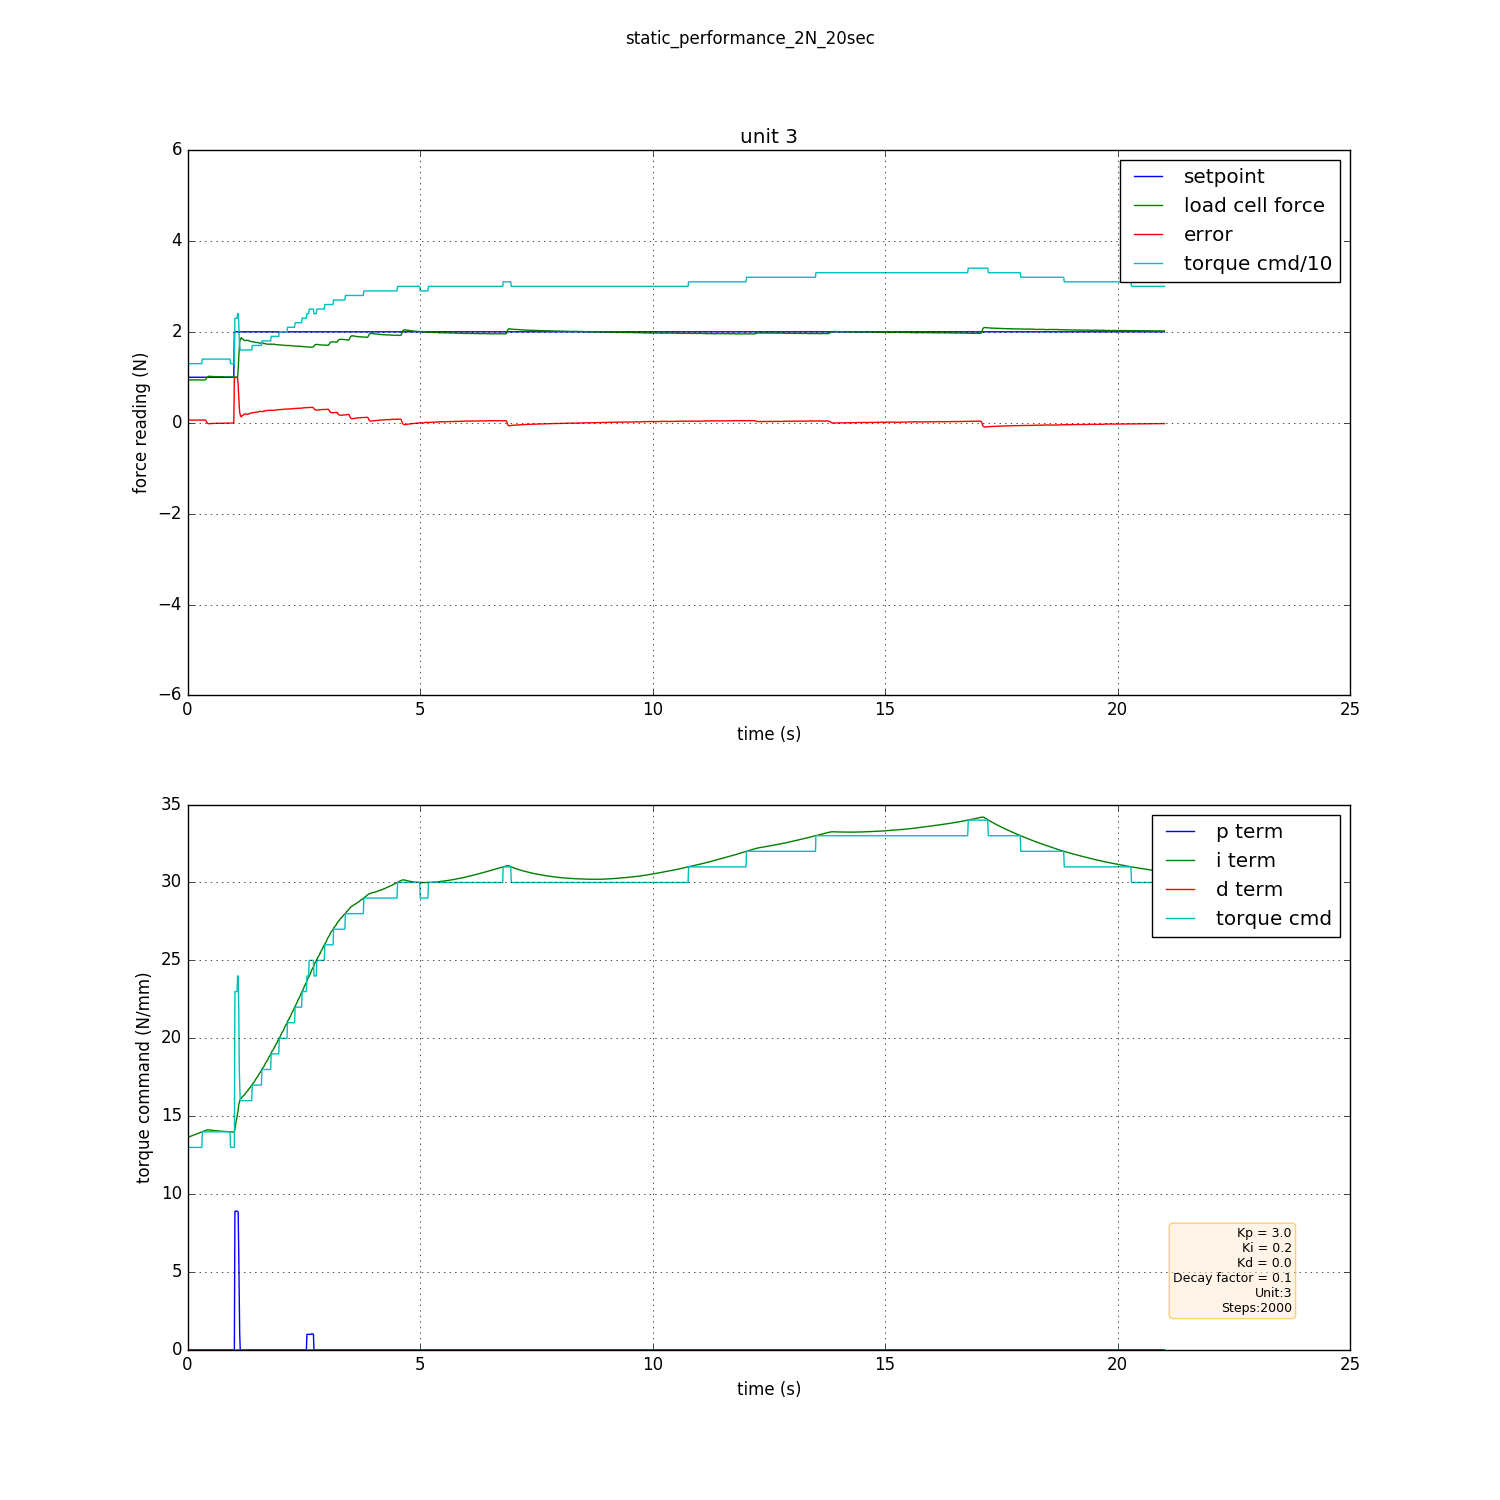 static_performance_2N_20sec
unit 3
6
4
2
0
−2
−4
−6
force reading (N)
setpoint
load cell force
error
torque cmd/10
0 5 10 15 20 25
time (s)
35
30
25
20
15
10
5
0
torque command (N/mm)
p term
i term
d term
torque cmd
Kp = 3.0
Ki = 0.2
Kd = 0.0
Decay factor = 0.1
Unit:3
Steps:2000
0 5 10 15 20 25
time (s)